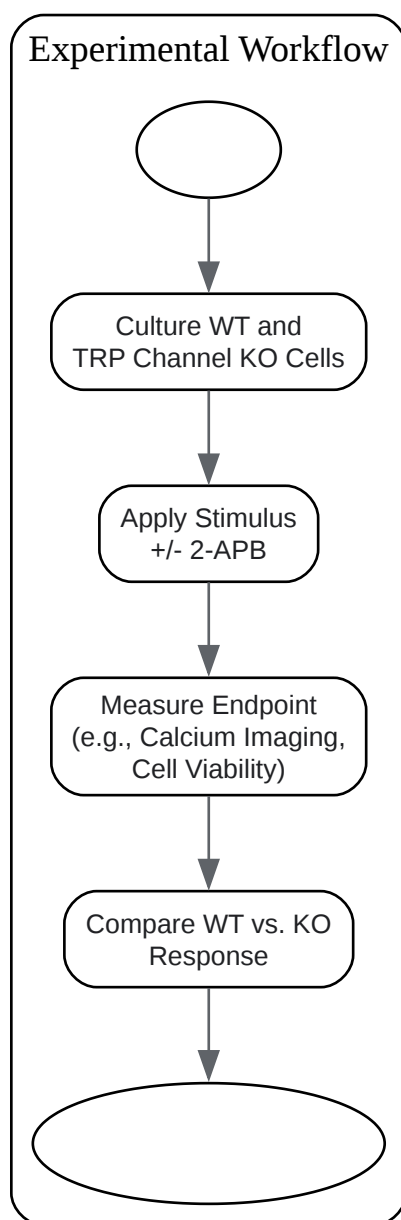 Experimental Workflow
Culture WT and
TRP Channel KO Cells
Apply Stimulus
+/- 2-APB
Measure Endpoint
(e.g., Calcium Imaging,
Cell Viability)
Compare WT vs. KO
Response